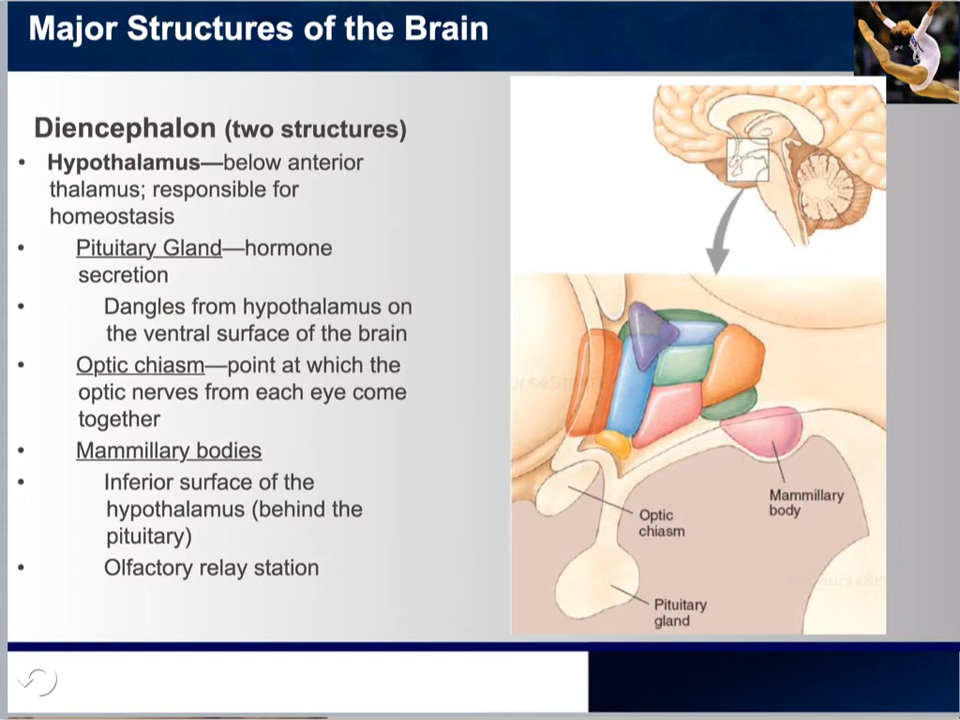 Major Structures of the Brain
Diencephalon (two structures)
• Hypothalamus—below anterior
thalamus; responsible for
homeostasis
• Pituitary Gland—hormone
secretion
• Dangles from hypothalamus on
the ventral surface of the brain
• Optic chiasm—point at which the
optic nerves from each eye come
together
• Mammillary bodies
• Inferior surface of the
hypothalamus (behind the
pituitary)
• Olfactory relay station
Mammillary
body
Optic
chiasm
Pituitary
gland